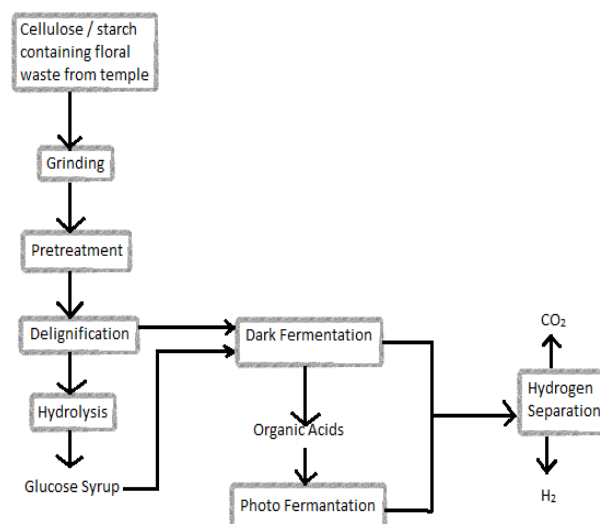 Cellulose / starch
containing floral
waste from temple
Grinding
Pretreatment
Delignification
Dark Fermentation
CO₂
Hydrogen
Separation
Hydrolysis
Organic Acids
Glucose Syrup
Photo Fermantation
H₂